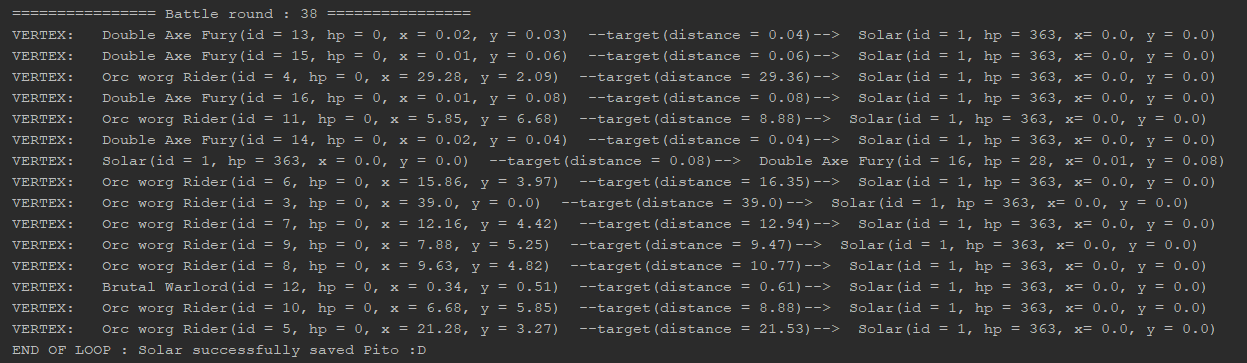 ================ Battle round : 38 ================
VERTEX:   Double Axe Fury(id = 13, hp = 0, x = 0.02, y = 0.03)  --target(distance = 0.04)-->  Solar(id = 1, hp = 363, x= 0.0, y = 0.0)
VERTEX:   Double Axe Fury(id = 15, hp = 0, x = 0.01, y = 0.06)  --target(distance = 0.06)-->  Solar(id = 1, hp = 363, x= 0.0, y = 0.0)
VERTEX:   Orc worg Rider(id = 4, hp = 0, x = 29.28, y = 2.09)  --target(distance = 29.36)-->  Solar(id = 1, hp = 363, x= 0.0, y = 0.0)
VERTEX:   Double Axe Fury(id = 16, hp = 0, x = 0.01, y = 0.08)  --target(distance = 0.08)-->  Solar(id = 1, hp = 363, x= 0.0, y = 0.0)
VERTEX:   Orc worg Rider(id = 11, hp = 0, x = 5.85, y = 6.68)  --target(distance = 8.88)-->  Solar(id = 1, hp = 363, x= 0.0, y = 0.0)
VERTEX:   Double Axe Fury(id = 14, hp = 0, x = 0.02, y = 0.04)  --target(distance = 0.04)-->  Solar(id = 1, hp = 363, x= 0.0, y = 0.0)
VERTEX:   Solar(id = 1, hp = 363, x = 0.0, y = 0.0)  --target(distance = 0.08)-->  Double Axe Fury(id = 16, hp = 28, x= 0.01, y = 0.08)
VERTEX:   Orc worg Rider(id = 6, hp = 0, x = 15.86, y = 3.97)  --target(distance = 16.35)-->  Solar(id = 1, hp = 363, x= 0.0, y = 0.0)
VERTEX:   Orc worg Rider(id = 3, hp = 0, x = 39.0, y = 0.0)  --target(distance = 39.0)-->  Solar(id = 1, hp = 363, x= 0.0, y = 0.0)
VERTEX:   Orc worg Rider(id = 7, hp = 0, x = 12.16, y = 4.42)  --target(distance = 12.94)-->  Solar(id = 1, hp = 363, x= 0.0, y = 0.0)
VERTEX:   Orc worg Rider(id = 9, hp = 0, x = 7.88, y = 5.25)  --target(distance = 9.47)-->  Solar(id = 1, hp = 363, x= 0.0, y = 0.0)
VERTEX:   Orc worg Rider(id = 8, hp = 0, x = 9.63, y = 4.82)  --target(distance = 10.77)-->  Solar(id = 1, hp = 363, x= 0.0, y = 0.0)
VERTEX:   Brutal Warlord(id = 12, hp = 0, x = 0.34, y = 0.51)  --target(distance = 0.61)-->  Solar(id = 1, hp = 363, x= 0.0, y = 0.0)
VERTEX:   Orc worg Rider(id = 10, hp = 0, x = 6.68, y = 5.85)  --target(distance = 8.88)-->  Solar(id = 1, hp = 363, x= 0.0, y = 0.0)
VERTEX:   Orc worg Rider(id = 5, hp = 0, x = 21.28, y = 3.27)  --target(distance = 21.53)-->  Solar(id = 1, hp = 363, x= 0.0, y = 0.0)
END OF LOOP : Solar successfully saved Pito :D